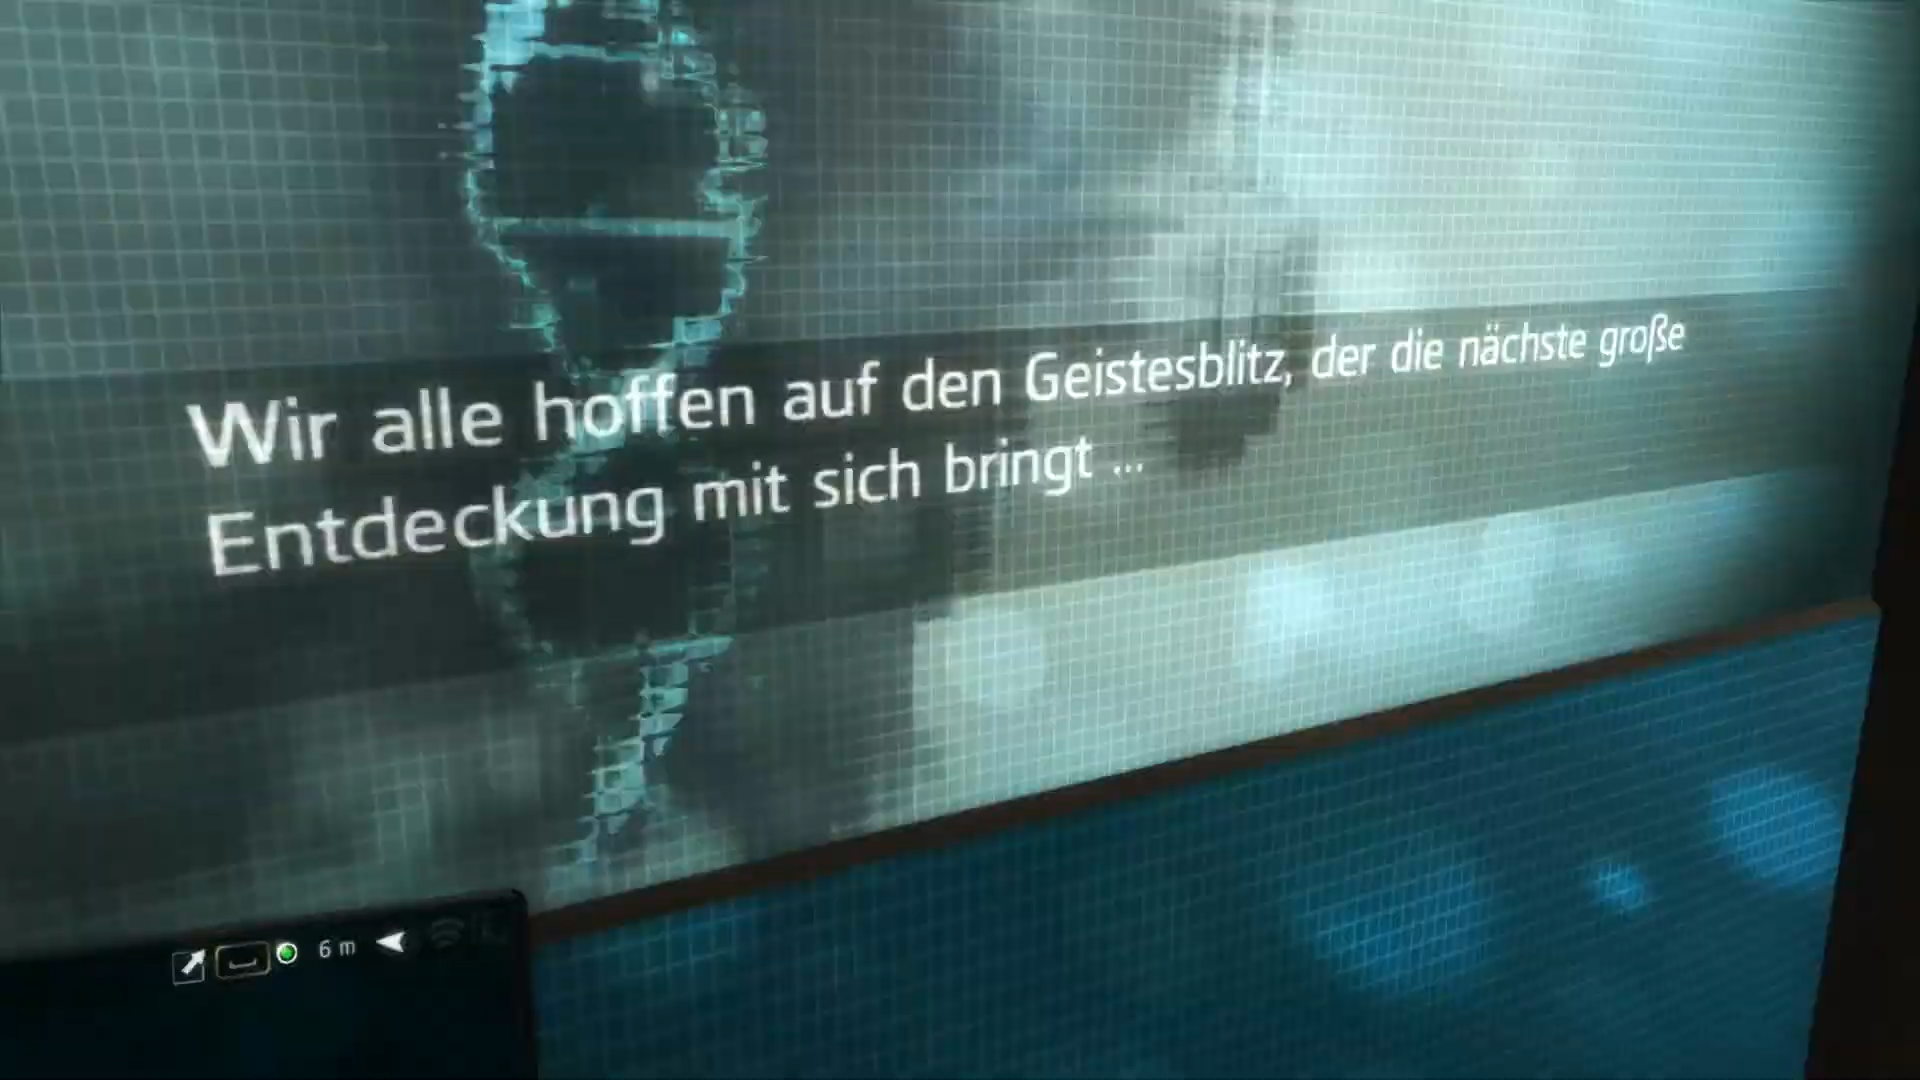 Wir alle hoffen auf den Geistesblitz, der die nächste große
Entdeckung mit sich bringt ...
6 m